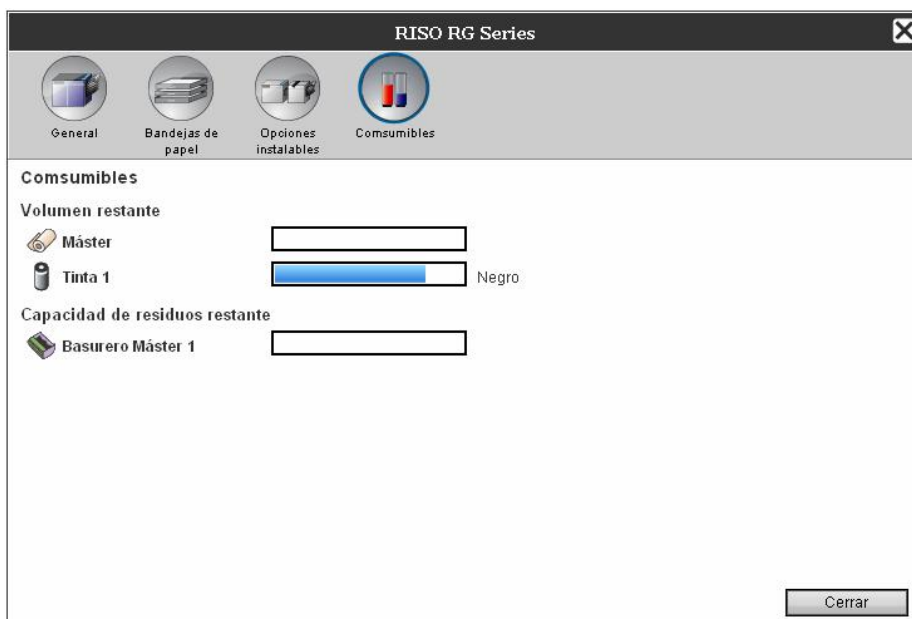 RISO RG Series
General
Bandejas de papel
Opciones instalables
Comsumibles
Comsumibles
Volumen restante
Máster
Tinta 1
Negro
Capacidad de residuos restante
Basurero Máster 1
Cerrar